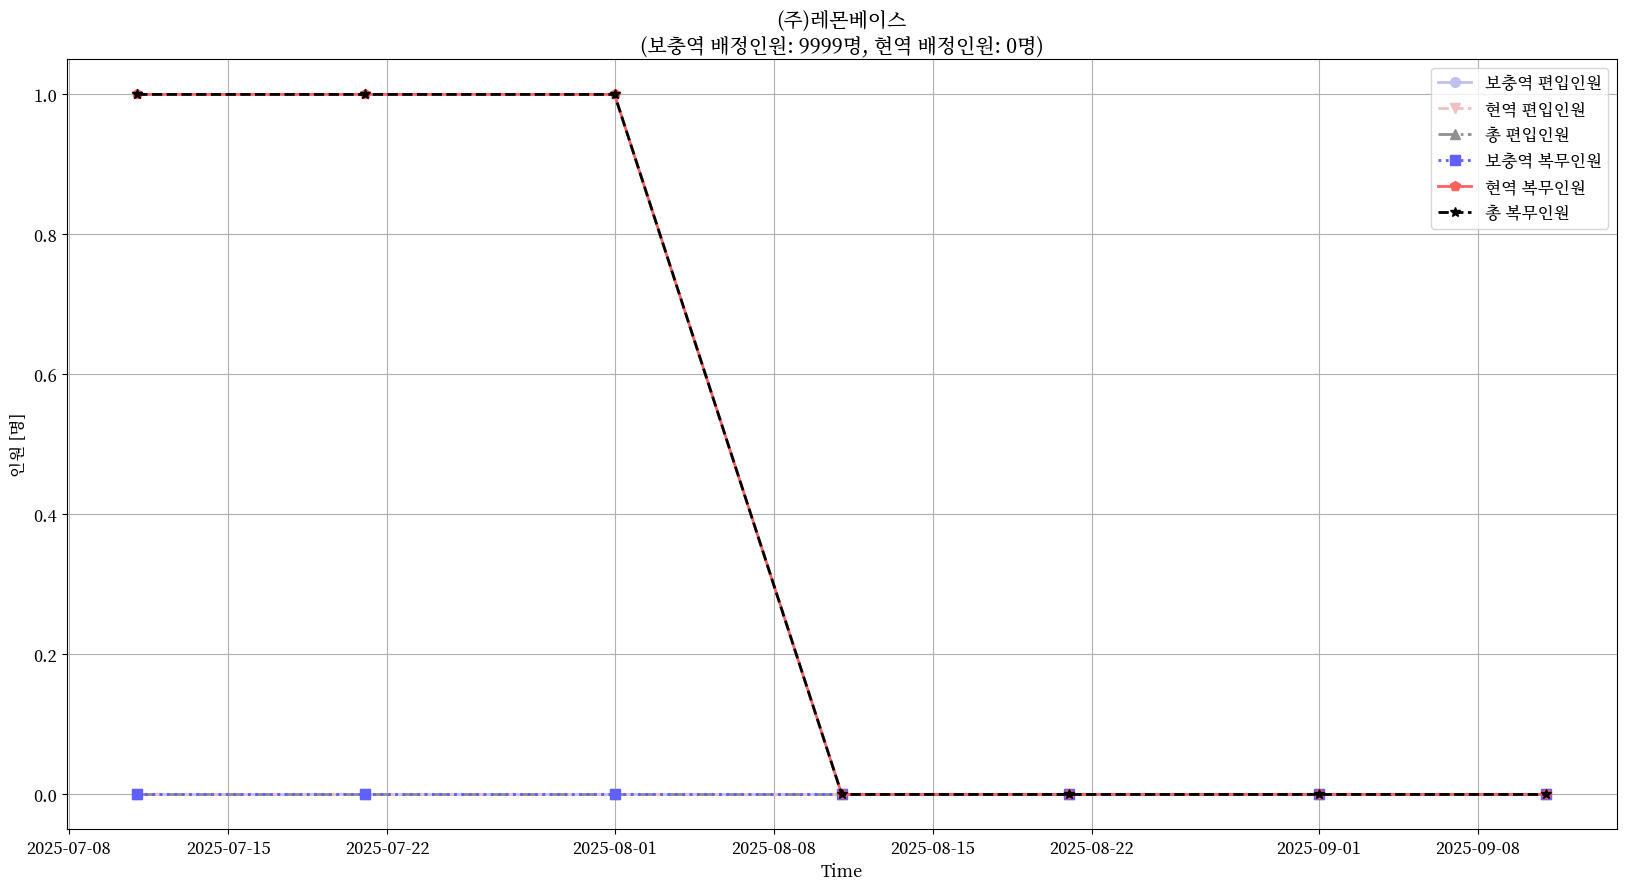 (주)레몬베이스
(보충역 배정인원: 9999명, 현역 배정인원: 0명)
보충역 편입인원
현역 편입인원
총 편입인원
보충역 복무인원
현역 복무인원
총 복무인원
1.0
0.8
0.6
0.4
0.2
0.0
인원 [명]
2025-07-08 2025-07-15 2025-07-22 2025-08-01 2025-08-08 2025-08-15 2025-08-22 2025-09-01 2025-09-08
Time